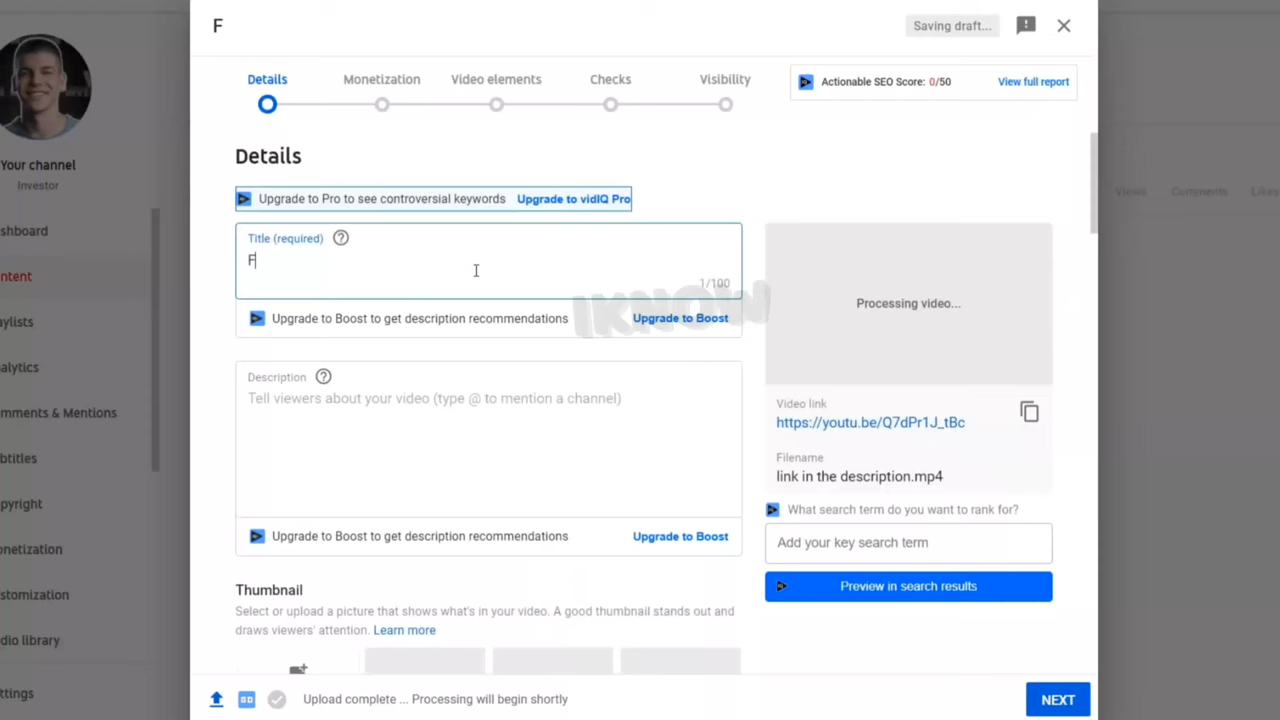 F
Saving draft...
Details
Monetization
Video elements
Checks
Visibility
Actionable SEO Score: 0/50
View full report
Your channel
Investor
shboard
ntent
aylists
alytics
mments & Mentions
btitles
pyright
onetization
stomization
dio library
ttings
Details
Upgrade to Pro to see controversial keywords Upgrade to vidIQ Pro
Title (required)
F
1/100
Upgrade to Boost to get description recommendations Upgrade to Boost
IKNOW
Description
Tell viewers about your video (type @ to mention a channel)
Upgrade to Boost to get description recommendations Upgrade to Boost
Thumbnail
Select or upload a picture that shows what's in your video. A good thumbnail stands out and
draws viewers' attention. Learn more
Processing video...
Video link
https://youtu.be/Q7dPr1J_tBc
Filename
link in the description.mp4
What search term do you want to rank for?
Add your key search term
Preview in search results
Views
Comments
Likes
SD
Upload complete ... Processing will begin shortly
NEXT